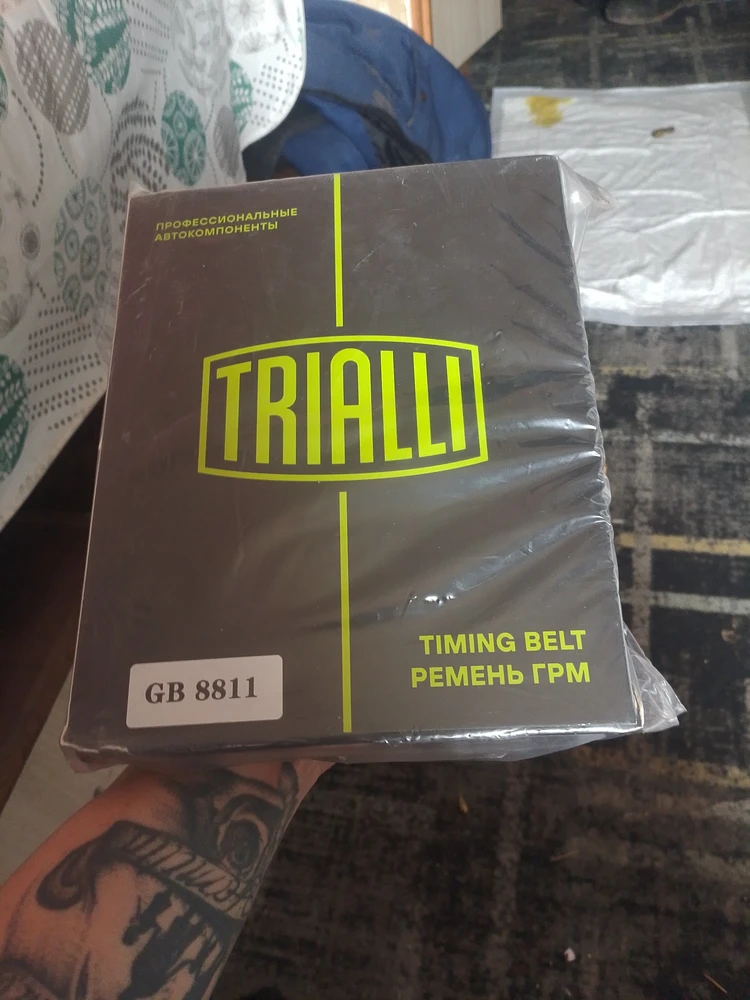 ПРОФЕССИОНАЛЬНЫЕ
АВТОКОМПОНЕНТЫ
TRIALLI
TIMING BELT
РЕМЕНЬ ГРМ
GB 8811